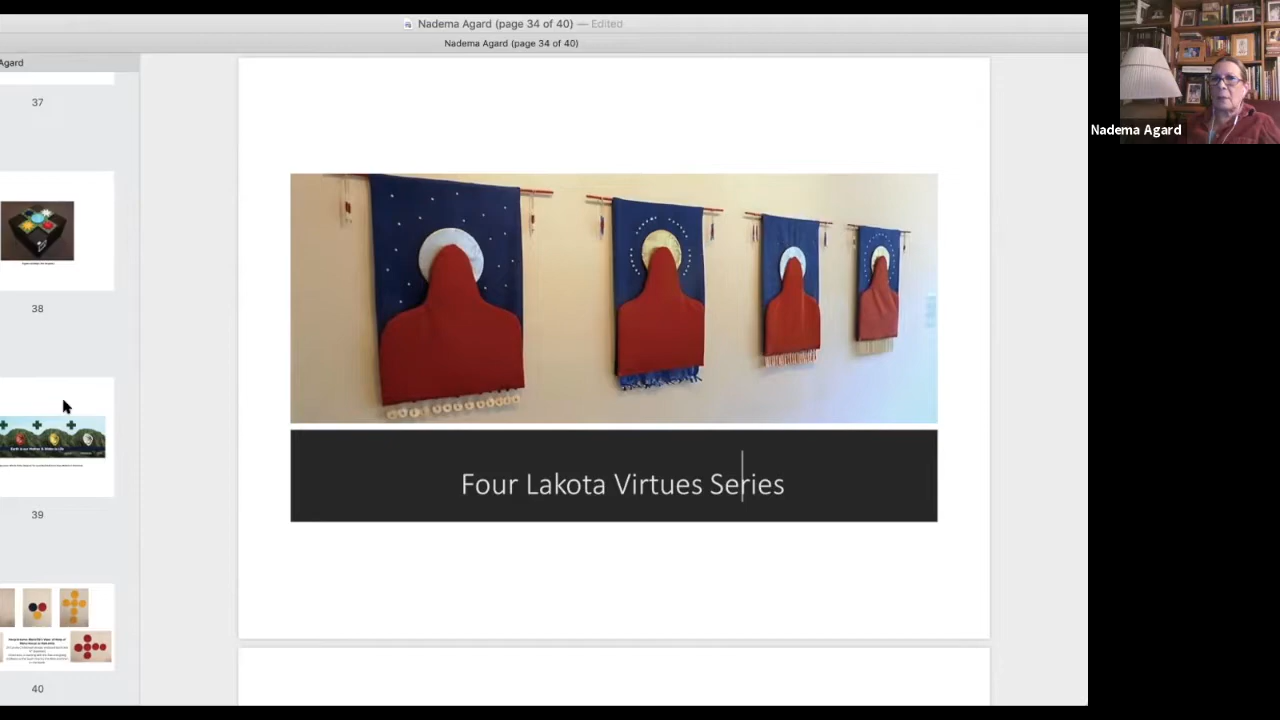 Nadema Agard (page 34 of 40) — Edited
Nadema Agard (page 34 of 40)
Agard
37
38
39
40
Four Lakota Virtues Series
Nadema Agard